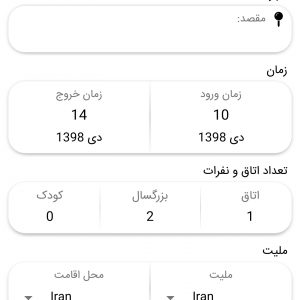 مقصد:
زمان
زمان ورود زمان خروج
10 14
دی 1398 دی 1398
تعداد اتاق و نفرات
اتاق بزرگسال کودک
1 2 0
ملیت
ملیت محل اقامت
Iran Iran